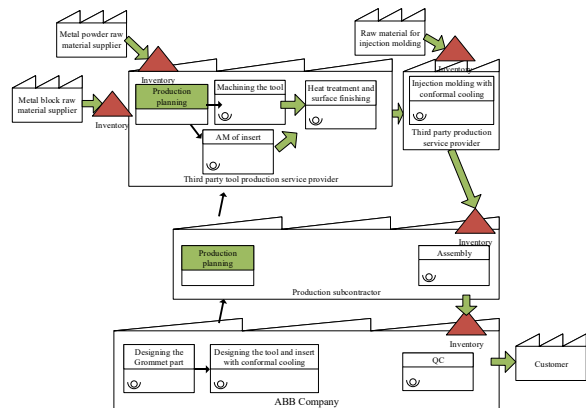 Metal powder raw
material supplier
Raw material for
injection molding
Inventory
Inventory
Metal block raw
material supplier
Inventory
Production
planning
Machining the tool
Heat treatment and
surface finishing
AM of insert
Third party tool production service provider
Injection molding with
conformal cooling
Third party production
service provider
Inventory
Production
planning
Assembly
Production subcontractor
Inventory
Designing the
Grommet part
Designing the tool and insert
with conformal cooling
QC
Customer
ABB Company